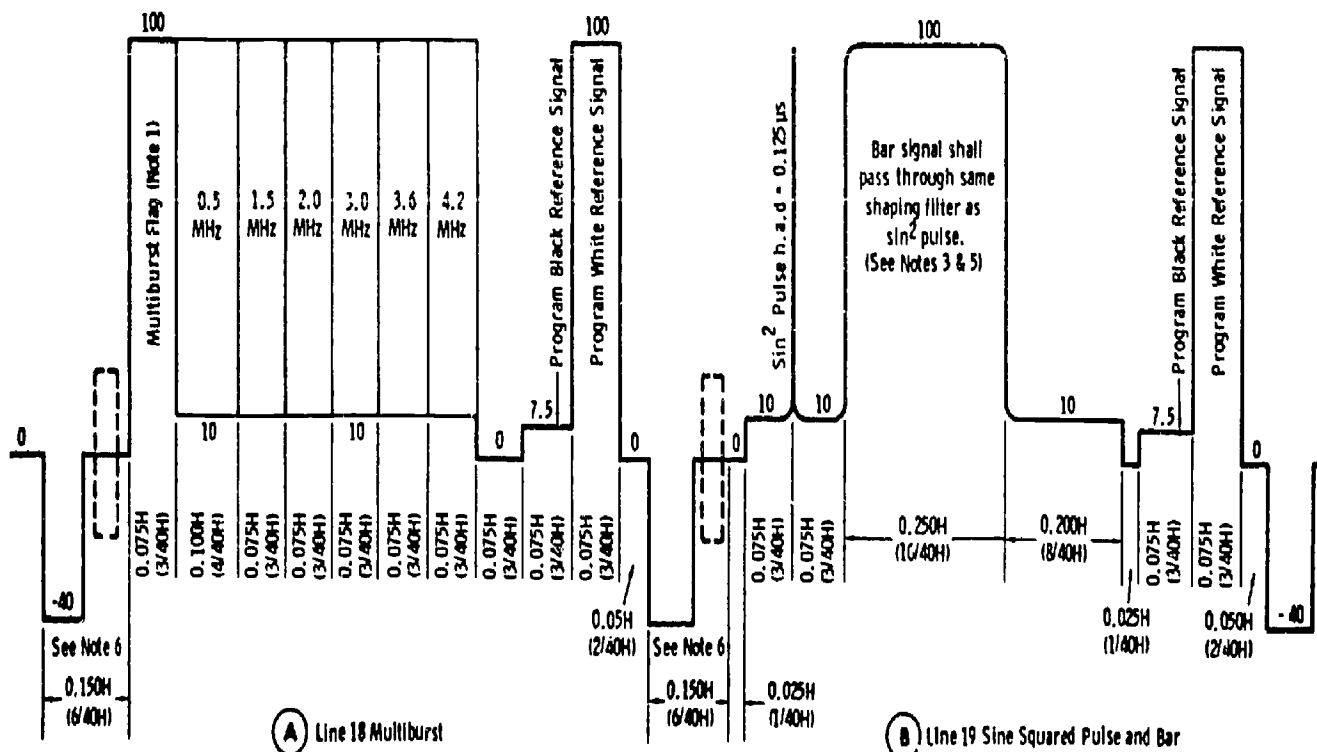 100
100
100
0
Multiburst Flag (Note 1)
0.5
MHz
1.5
MHz
2.0
MHz
3.0
MHz
3.6
MHz
4.2
MHz
10
10
0
7.5
Program Black Reference Signal
Program White Reference Signal
0
0
10
Sin² Pulse h.a.d = 0.125µs
10
Bar signal shall
pass through same
shaping filter as
sin² pulse.
(See Notes 3 & 5)
10
7.5
Program Black Reference Signal
Program White Reference Signal
0
-40
-40
0.075H
(3/40H)
0.100H
(4/40H)
0.075H
(3/40H)
0.075H
(3/40H)
0.075H
(3/40H)
0.075H
(3/40H)
0.075H
(3/40H)
0.075H
(3/40H)
0.075H
(3/40H)
0.075H
(3/40H)
0.05H
(2/40H)
0.075H
(3/40H)
0.075H
(3/40H)
0.250H
(10/40H)
0.200H
(8/40H)
0.025H
(1/40H)
0.075H
(3/40H)
0.075H
(3/40H)
0.050H
(2/40H)
See Note 6
0.150H
(6/40H)
See Note 6
0.150H
(6/40H)
0.025H
(1/40H)
A Line 18 Multiburst
B Line 19 Sine Squared Pulse and Bar